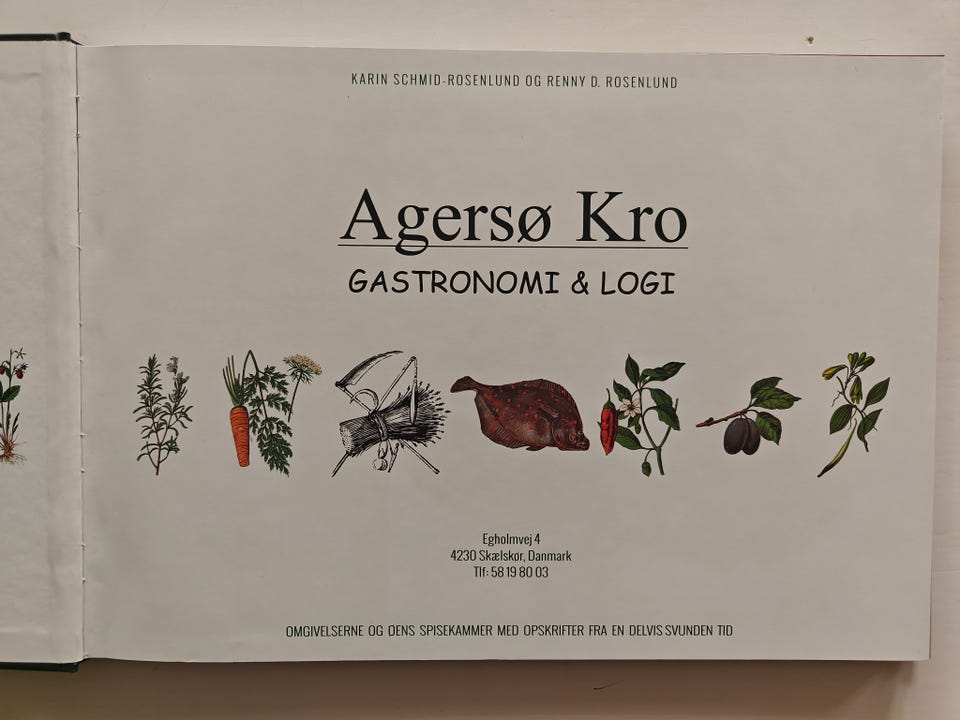 KARIN SCHMID-ROSENLUND OG RENNY D. ROSENLUND
Agersø Kro
GASTRONOMI & LOGI
Egholmvej 4
4230 Skælskør, Danmark
Tlf: 58 19 80 03
OMGIVELSERNE OG ØENS SPISEKAMMER MED OPSKRIFTER FRA EN DELVIS SVUNDEN TID